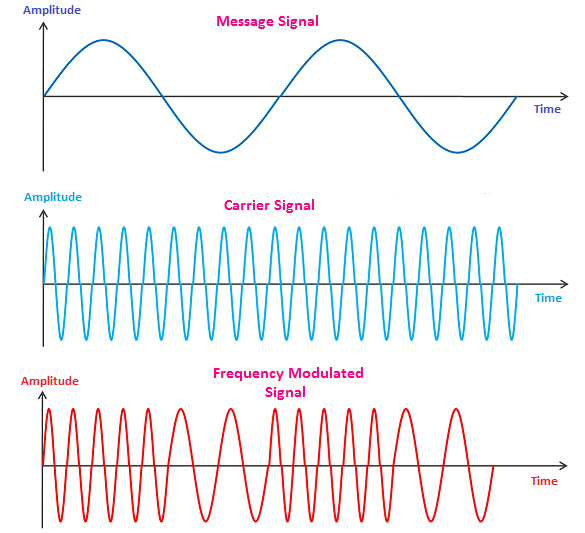 Amplitude
Message Signal
Time
Amplitude
Carrier Signal
Time
Frequency Modulated
Signal
Amplitude
Time